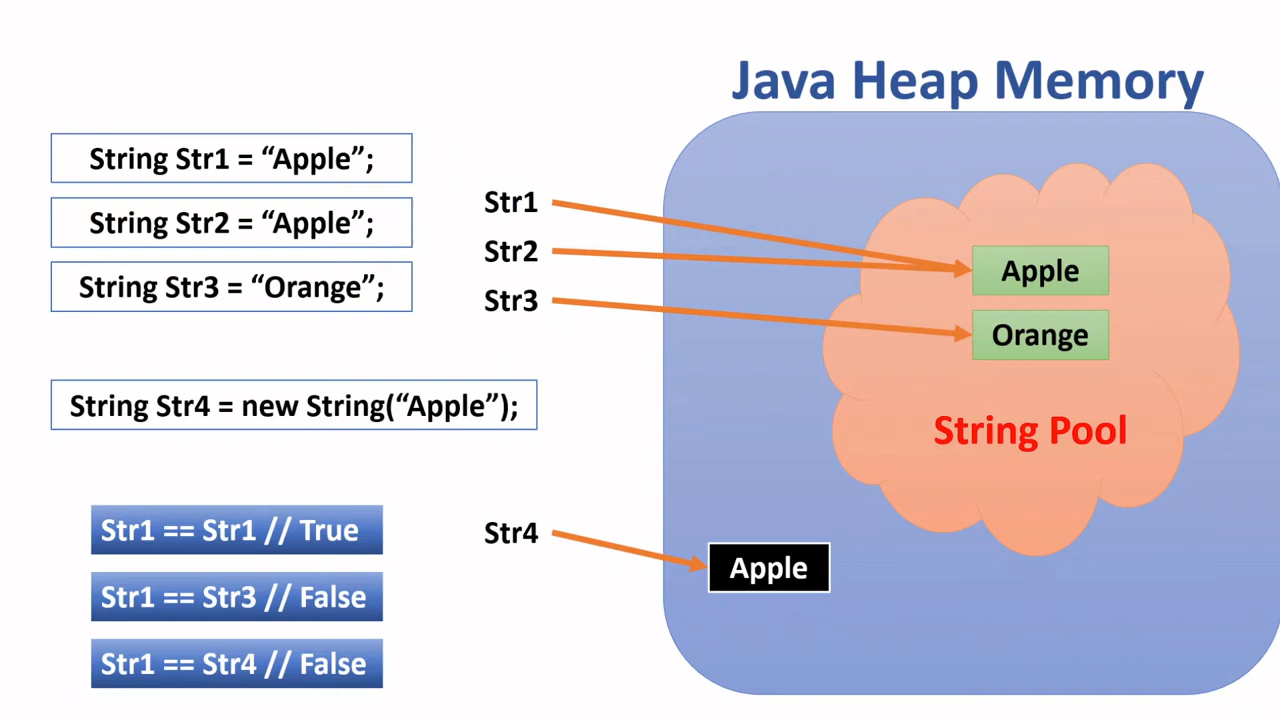 Java Heap Memory
String Str1 = “Apple”;
String Str2 = “Apple”;
String Str3 = “Orange”;
String Str4 = new String(“Apple”);
Str1 == Str1 // True
Str1 == Str3 // False
Str1 == Str4 // False
Str1
Str2
Str3
Str4
Apple
Orange
String Pool
Apple